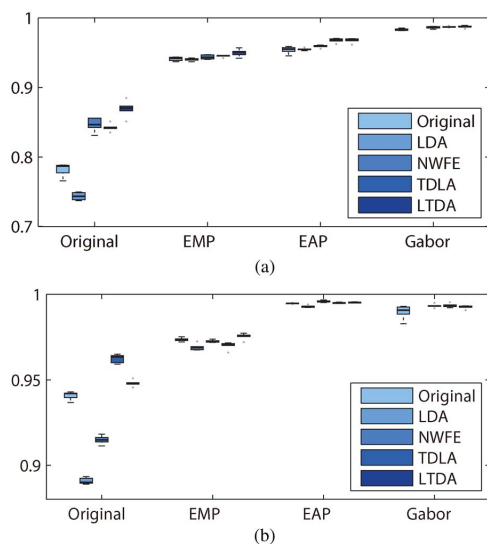 1
0.9
0.8
0.7
Original
LDA
NWFE
TDLA
LTDA
Original EMP EAP Gabor
(a)
1
0.95
0.9
Original
LDA
NWFE
TDLA
LTDA
Original EMP EAP Gabor
(b)